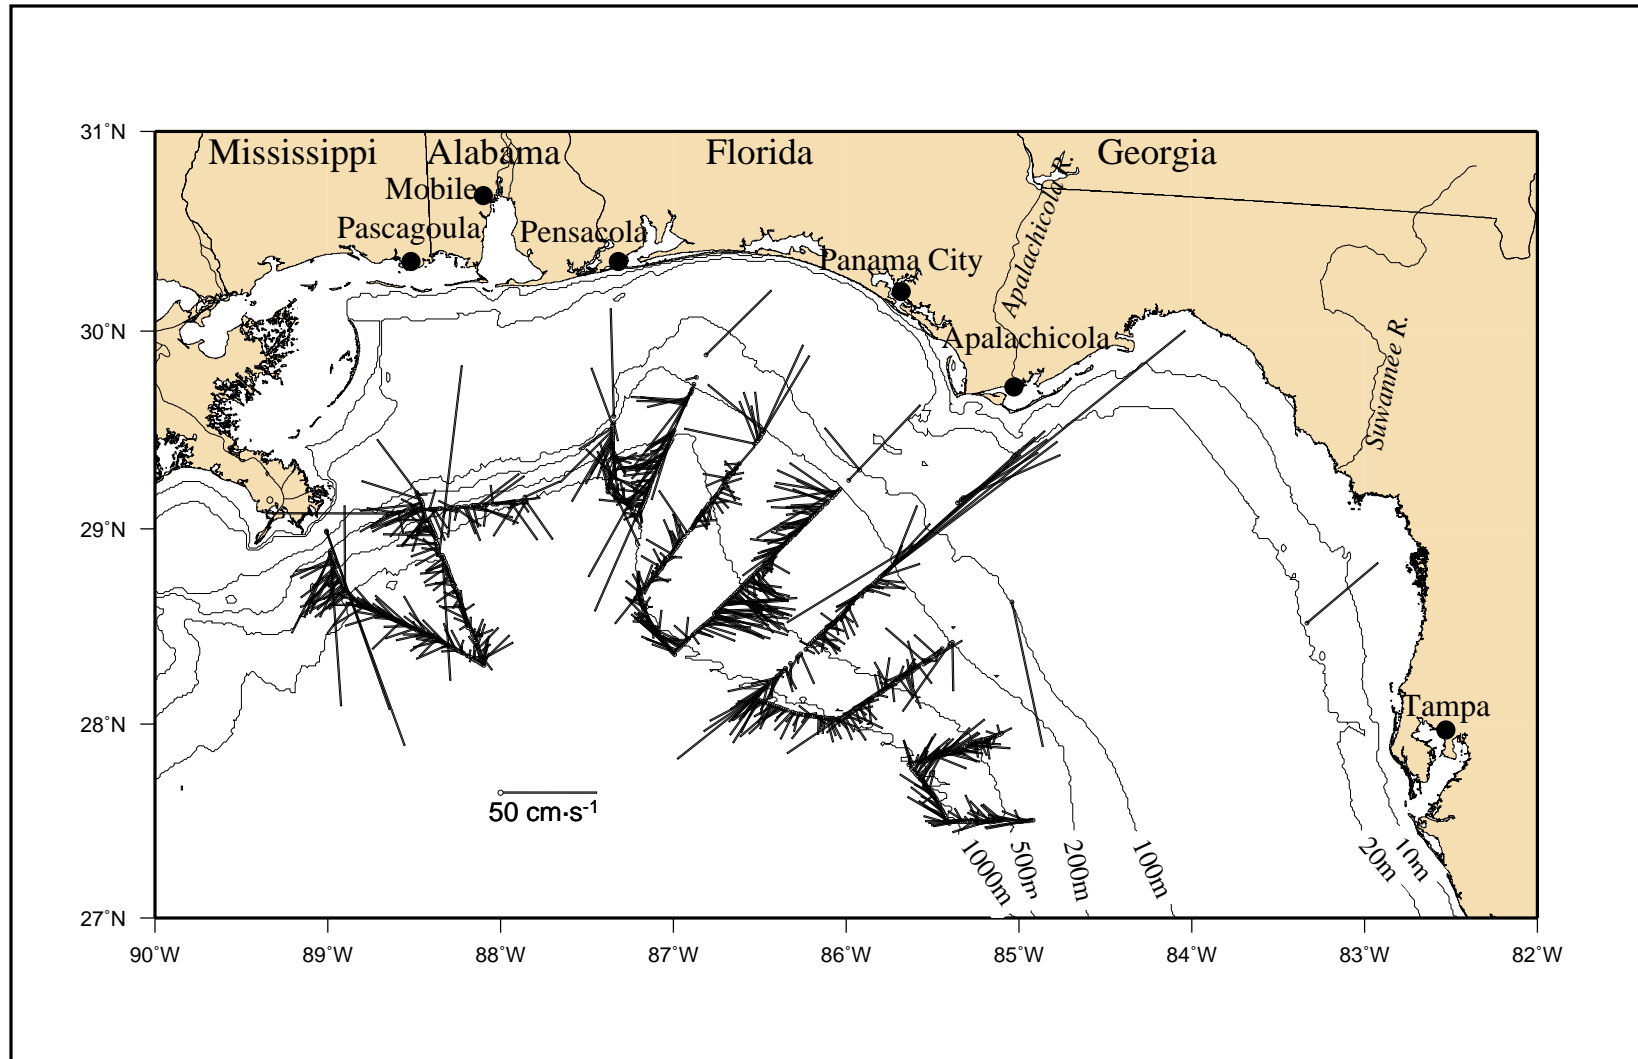 31°N
30°N
29°N
28°N
27°N
90°W
89°W
88°W
87°W
86°W
85°W
84°W
83°W
82°W
Mississippi
Alabama
Florida
Georgia
Mobile
Pascagoula
Pensacola
Panama City
Apalachicola R.
Apalachicola
Suwannee R.
Tampa
50 cm·s-1
1000m
500m
200m
100m
20m
10m